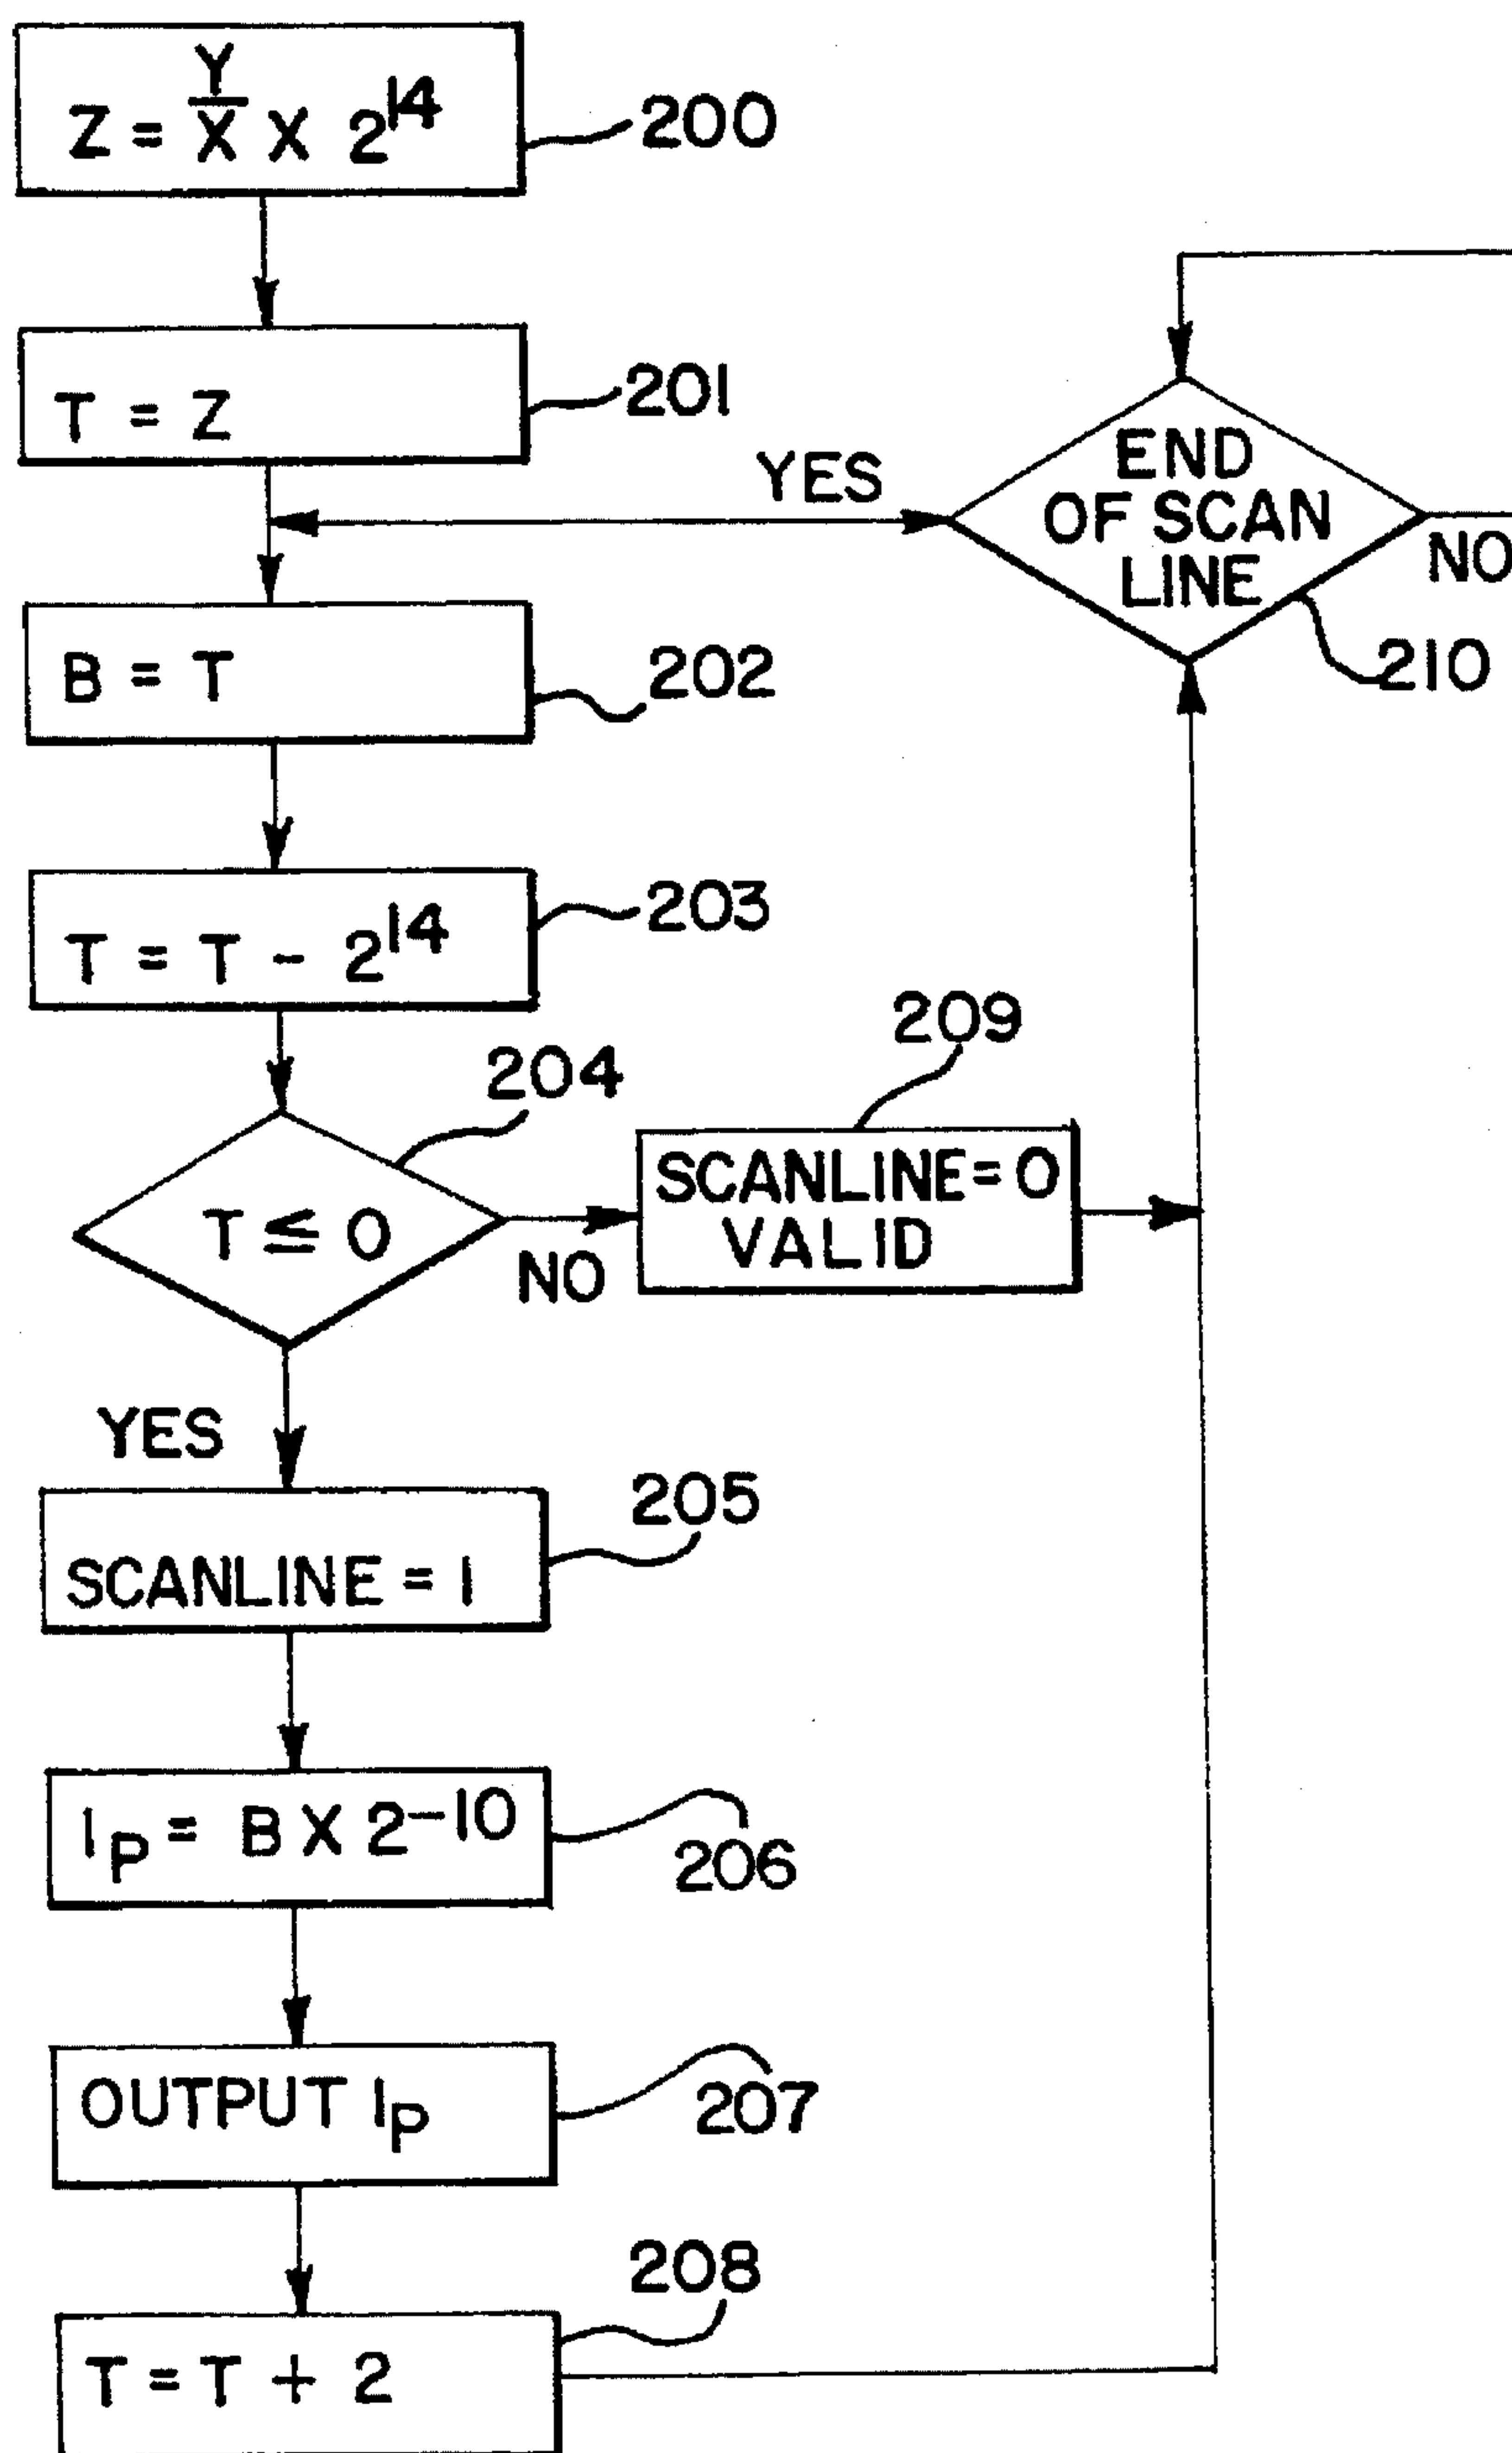 Z = Y/X X 2^14
200
T = Z
201
YES
END
OF SCAN
LINE
NO
210
B = T
202
T = T - 2^14
203
204
T ≤ 0
NO
209
SCANLINE = 0
VALID
YES
SCANLINE = 1
205
I_P = B X 2^-10
206
OUTPUT I_P
207
T = T + 2
208